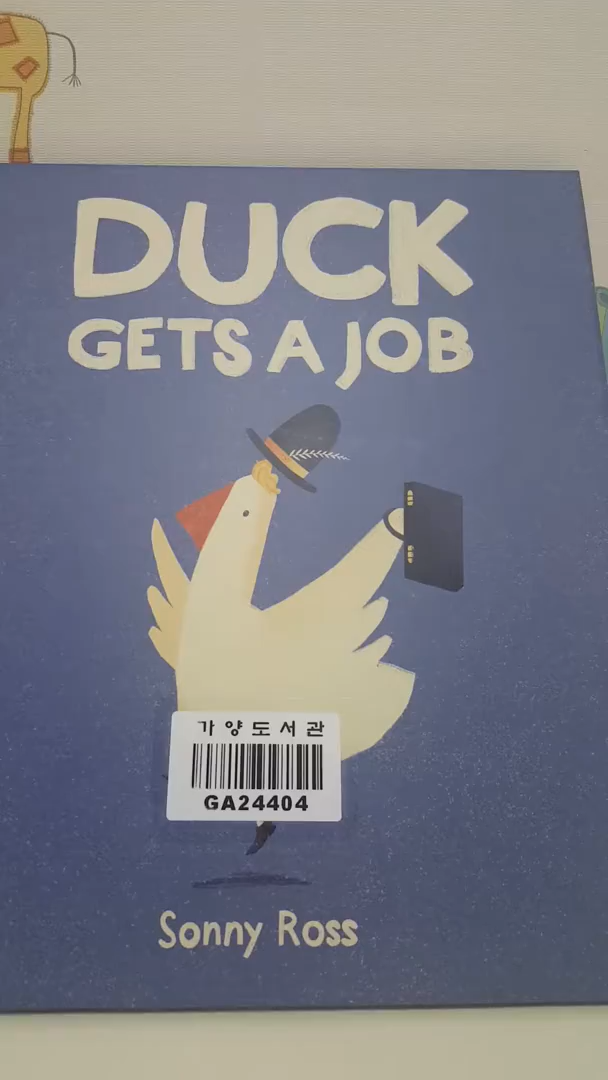 DUCK
GETS A JOB
가양도서관
GA24404
Sonny Ross